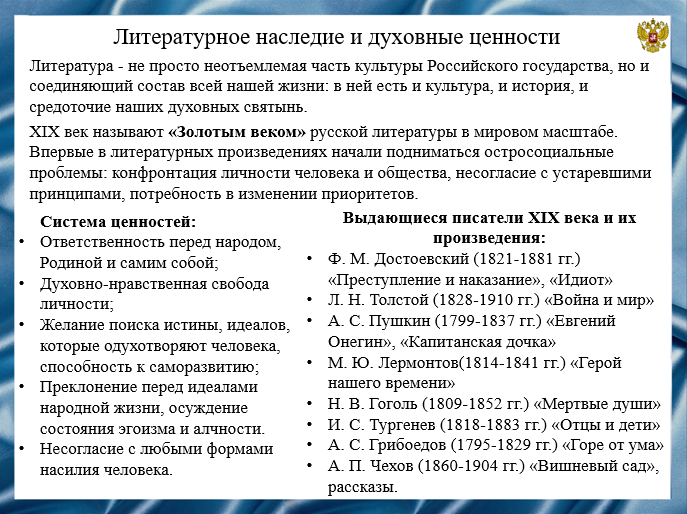 Литературное наследие и духовные ценности
Литература - не просто неотъемлемая часть культуры Российского государства, но и
соединяющий состав всей нашей жизни: в ней есть и культура, и история, и
средоточие наших духовных святынь.
XIX век называют «Золотым веком» русской литературы в мировом масштабе.
Впервые в литературных произведениях начали подниматься остросоциальные
проблемы: конфронтация личности человека и общества, несогласие с устаревшими
принципами, потребность в изменении приоритетов.
Система ценностей:
• Ответственность перед народом,
Родиной и самим собой;
• Духовно-нравственная свобода
личности;
• Желание поиска истины, идеалов,
которые одухотворяют человека,
способность к саморазвитию;
• Преклонение перед идеалами
народной жизни, осуждение
состояния эгоизма и алчности.
• Несогласие с любыми формами
насилия человека.
Выдающиеся писатели XIX века и их
произведения:
• Ф. М. Достоевский (1821-1881 гг.)
«Преступление и наказание», «Идиот»
• Л. Н. Толстой (1828-1910 гг.) «Война и мир»
• А. С. Пушкин (1799-1837 гг.) «Евгений
Онегин», «Капитанская дочка»
• М. Ю. Лермонтов(1814-1841 гг.) «Герой
нашего времени»
• Н. В. Гоголь (1809-1852 гг.) «Мертвые души»
• И. С. Тургенев (1818-1883 гг.) «Отцы и дети»
• А. С. Грибоедов (1795-1829 гг.) «Горе от ума»
• А. П. Чехов (1860-1904 гг.) «Вишневый сад»,
рассказы.